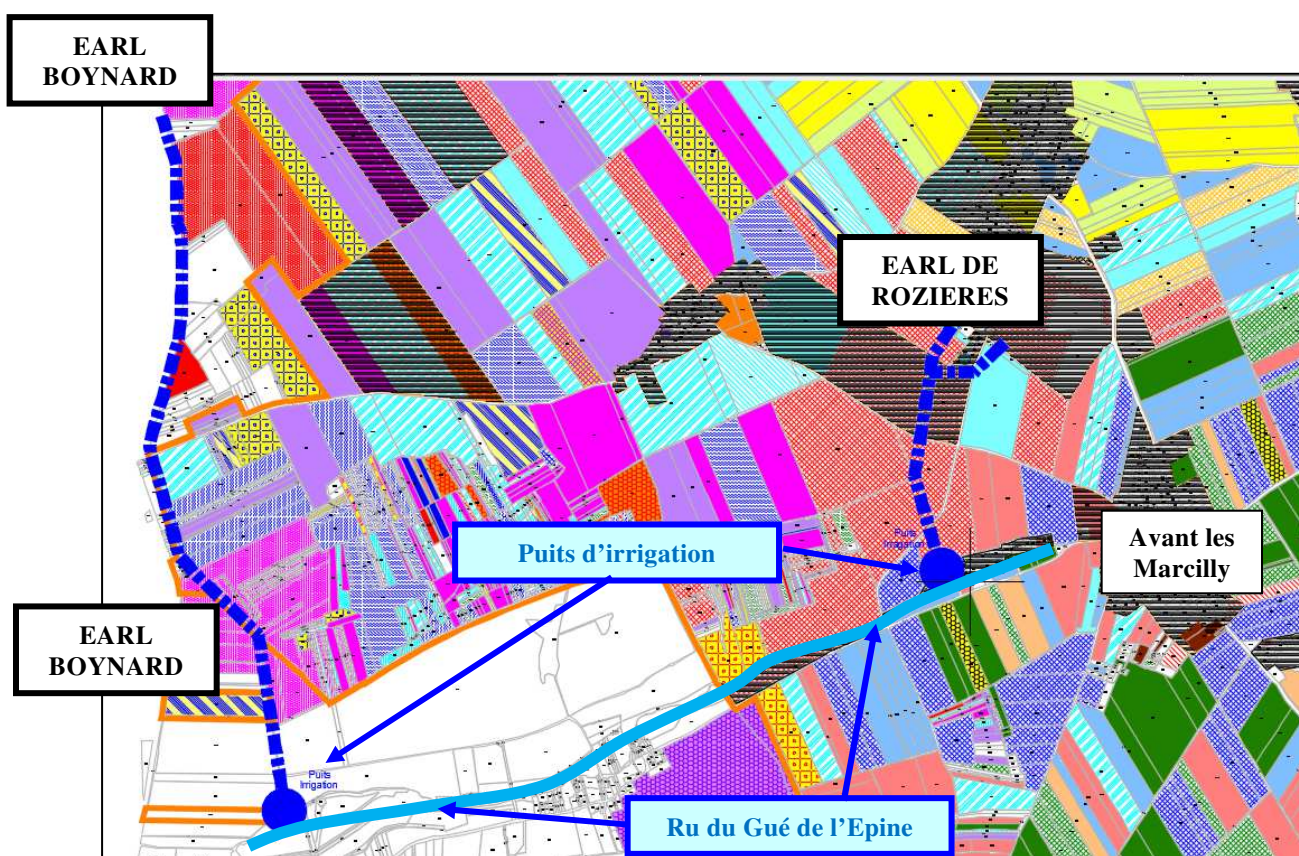 EARL
BOYNARD
EARL DE
ROZIERES
Puits d’irrigation
Puits
Irrigation
Avant les
Marcilly
EARL
BOYNARD
Puits
Irrigation
Ru du Gué de l’Epine